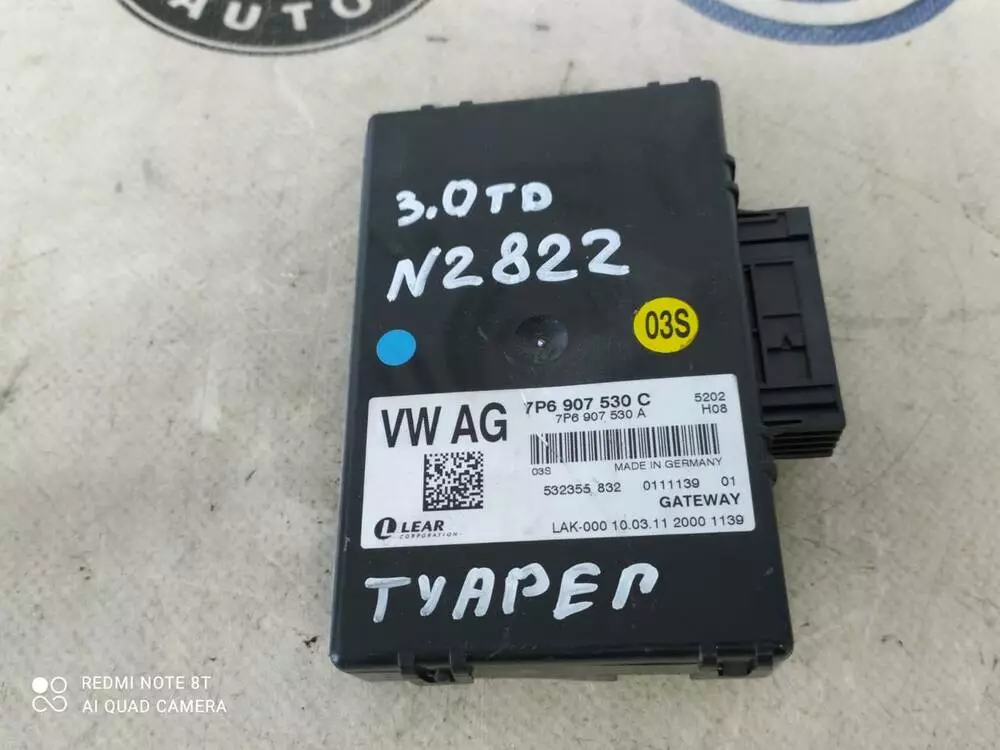 AUTO
3.0TD
N2822
03S
VW AG
7P6 907 530 C
7P6 907 530 A
5202
H08
03S
MADE IN GERMANY
532355 832 0111139 01
GATEWAY
LEAR
CORPORATION
LAK-000 10.03.11 2000 1139
ТУАРЕГ
A
REDMI NOTE 8T
AI QUAD CAMERA